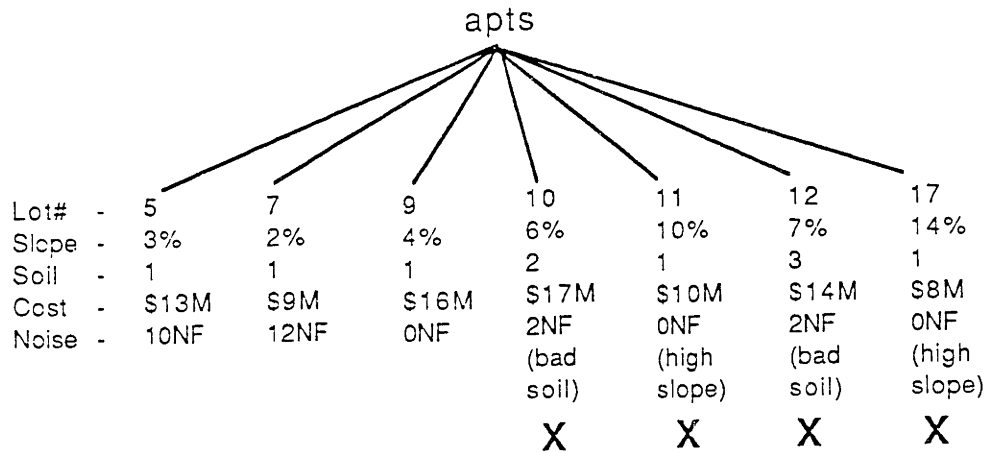 apts
Lot# - 5 7 9 10 11 12 17
Slope - 3% 2% 4% 6% 10% 7% 14%
Soil - 1 1 1 2 1 3 1
Cost - $13M $9M $16M $17M $10M $14M $8M
Noise - 10NF 12NF 0NF 2NF 0NF 2NF 0NF
(bad (high (bad (high
soil) slope) soil) slope)
X X X X